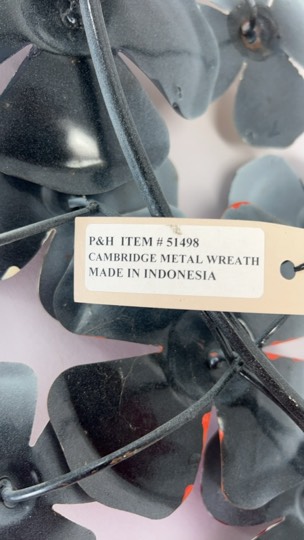 P&H ITEM # 51498
CAMBRIDGE METAL WREATH
MADE IN INDONESIA